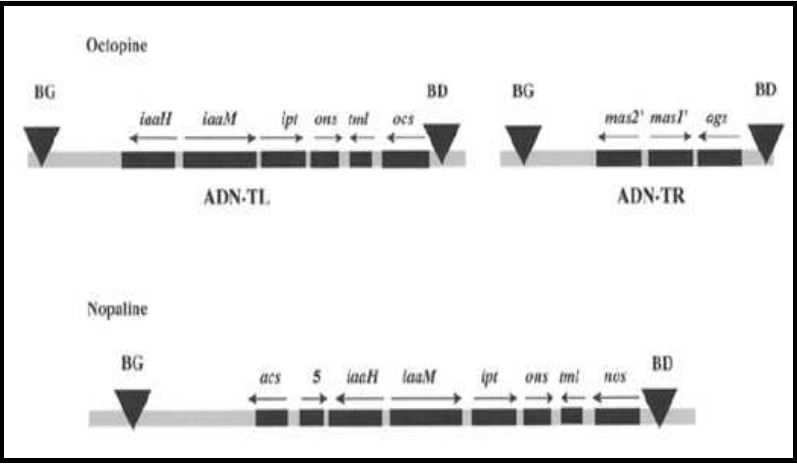 Octopine
BG BD BG BD
iaaH iaaM ipt ons tml ocs mas2' mas1' ags
ADN-TL ADN-TR
Nopaline
BG BD
acs 5 iaaH iaaM ipt ons tml nos